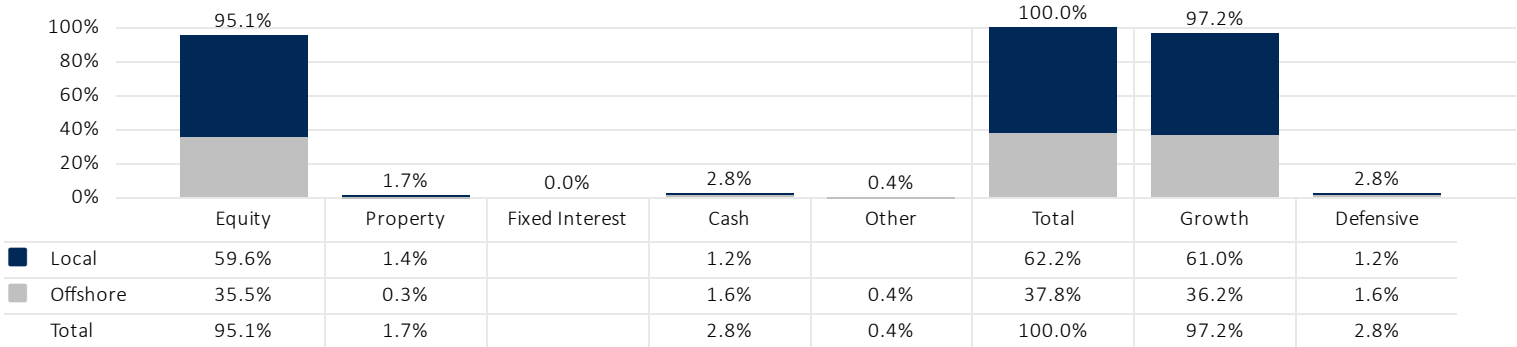 95.1% 100.0% 97.2%
100%
80%
60%
40%
20%
1.7% 0.0% 2.8% 0.4% 2.8%
0%
Equity Property Fixed Interest Cash Other Total Growth Defensive
Local 59.6% 1.4% 1.2% 62.2% 61.0% 1.2%
Offshore 35.5% 0.3% 1.6% 0.4% 37.8% 36.2% 1.6%
Total 95.1% 1.7% 2.8% 0.4% 100.0% 97.2% 2.8%